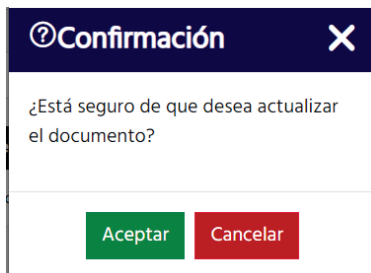 Confirmación
¿Está seguro de que desea actualizar
el documento?
Aceptar
Cancelar